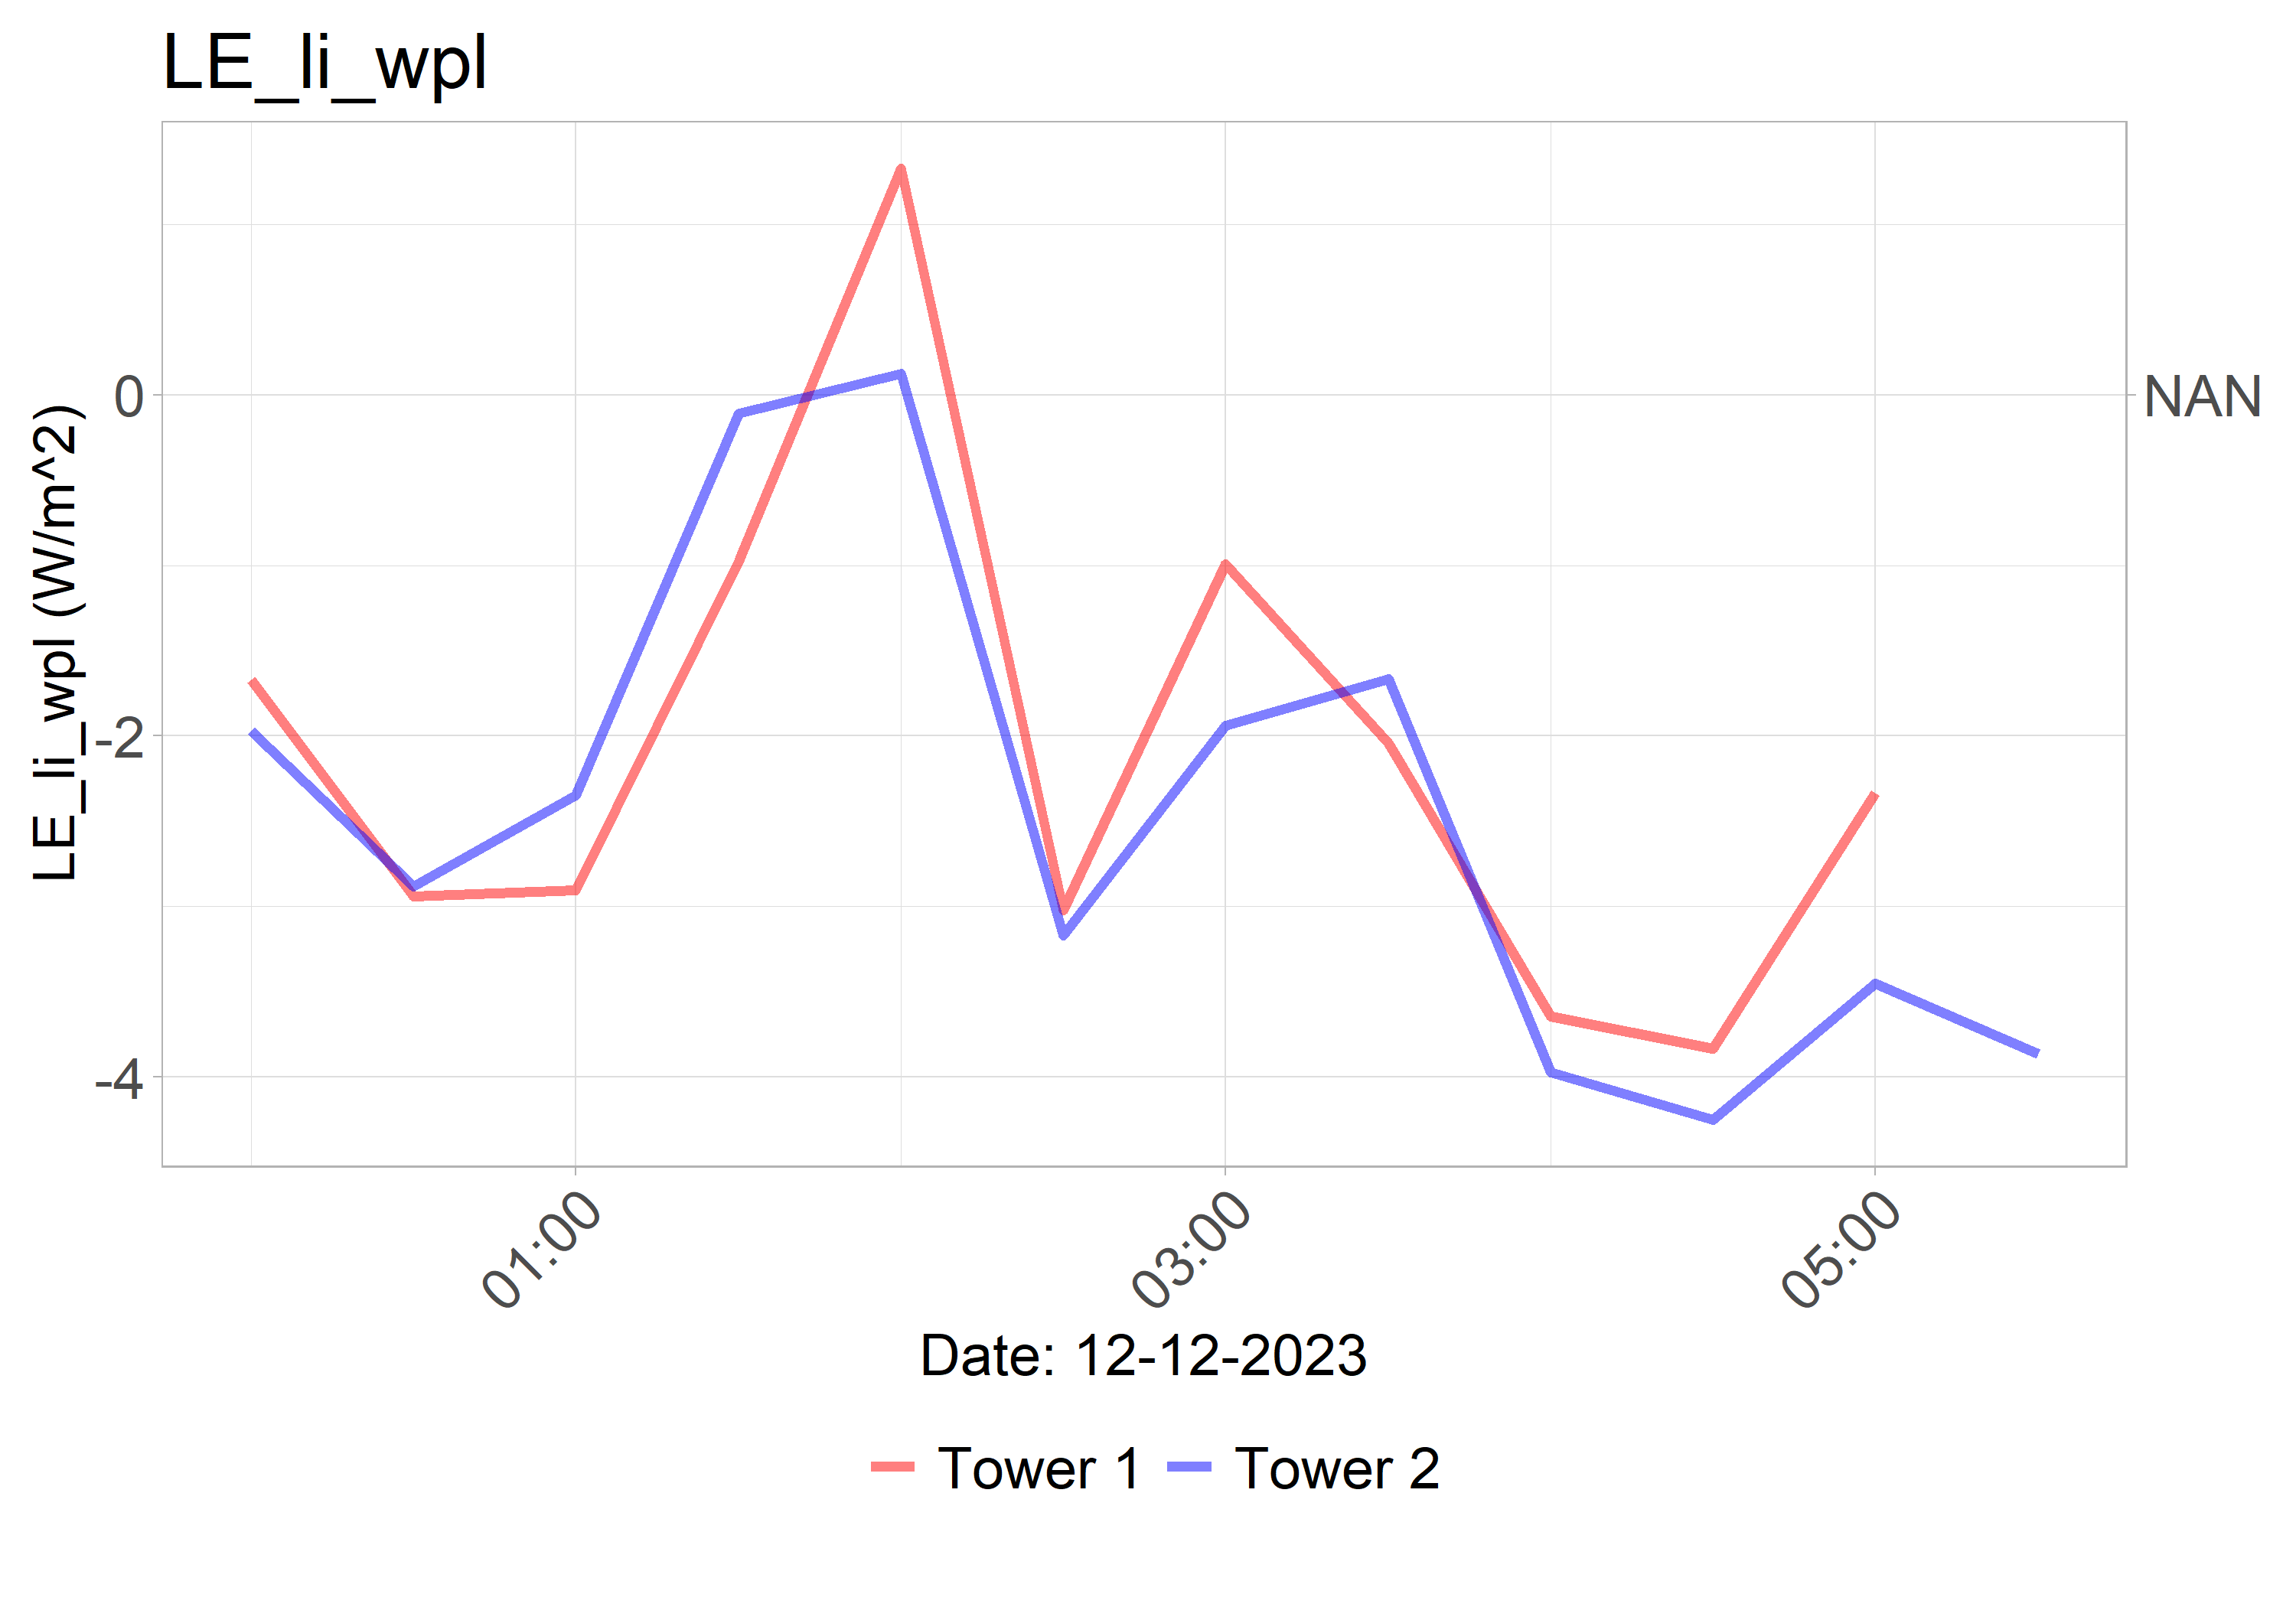 LE_li_wpl
LE_li_wpl (W/m^2)
0
-2
-4
NAN
01:00
03:00
05:00
Date: 12-12-2023
Tower 1
Tower 2